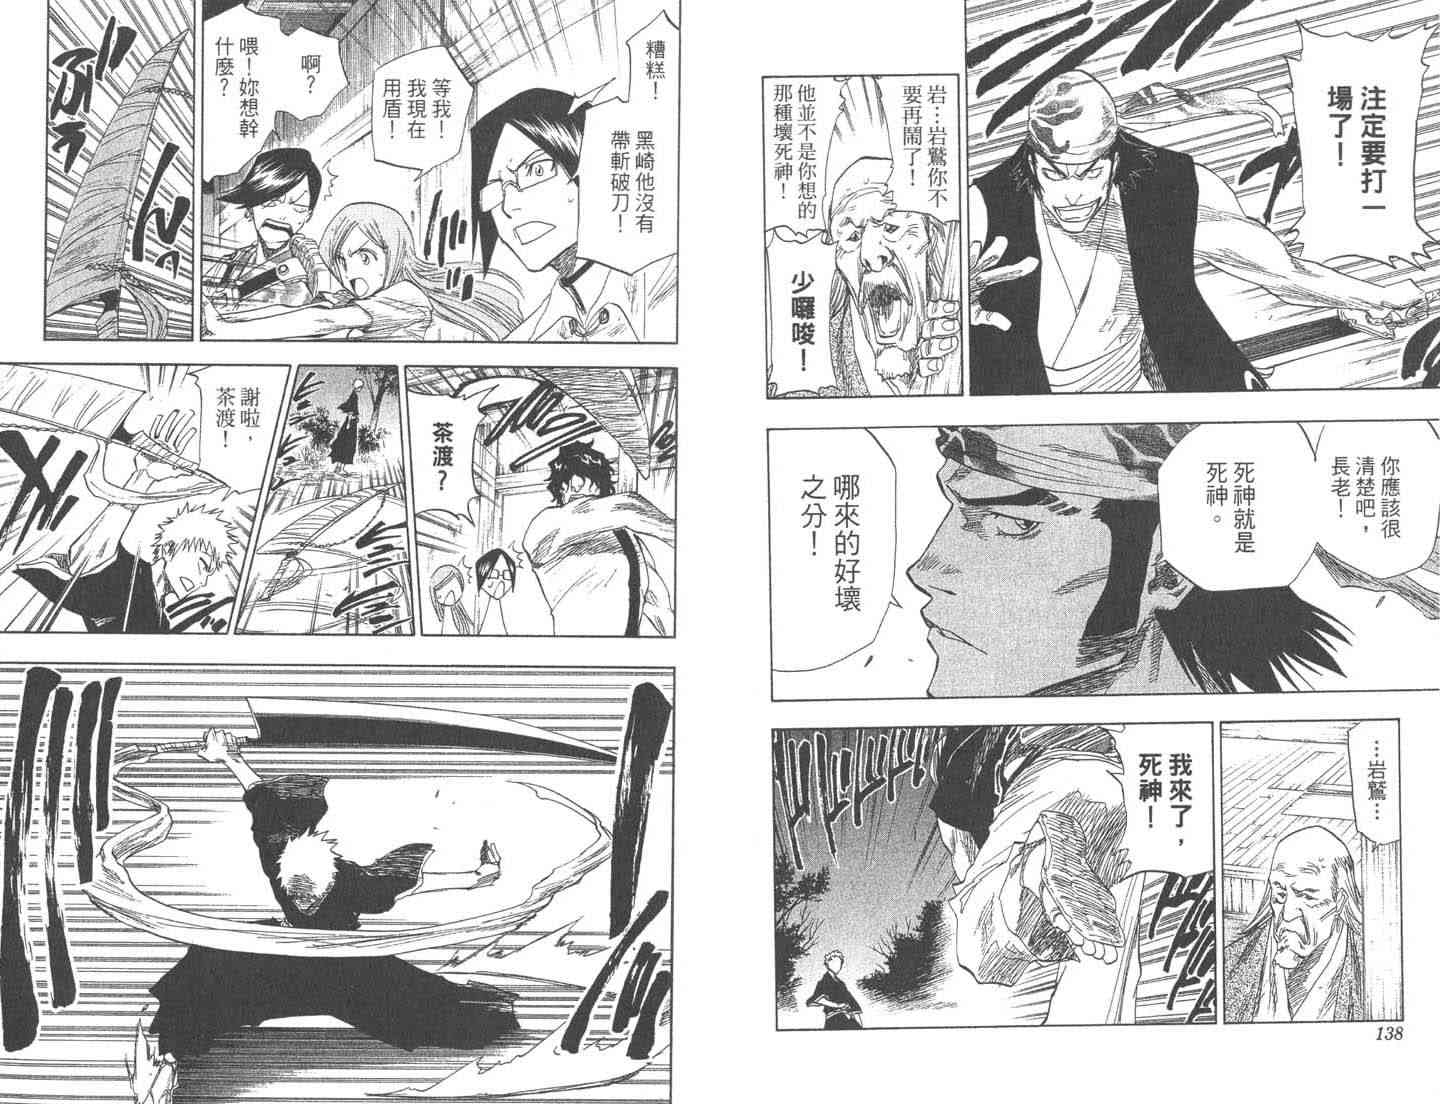 注定要打一
場了！
岩…岩鷲你不
要再鬧了！
他並不是你想的
那種壞死神！
少囉唆！
你應該很
清楚吧，
長老！
死神就是
死神。
哪來的好壞
之分！
…岩鷲…
我來了，
死神！
138
糟糕！
黑崎他沒有
帶斬破刀！
等我！
我現在
用盾！
啊？
喂！妳想幹
什麼？
茶渡？
謝啦，
茶渡！